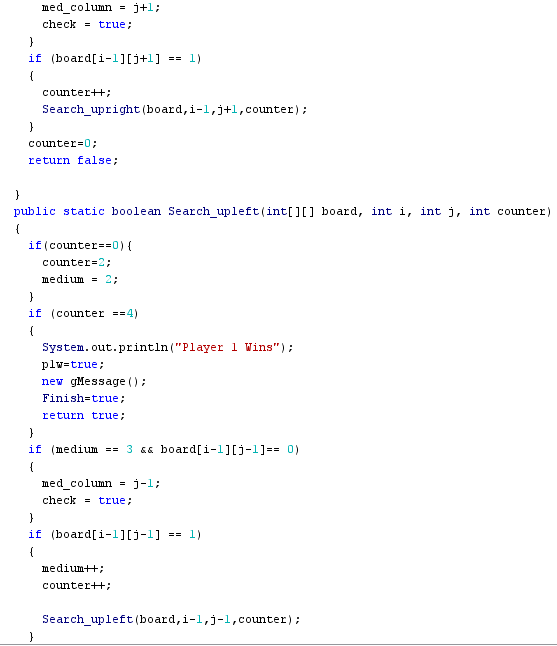 med_column = j+1;
check = true;
}
if (board[i-1][j+1] == 1)
{
counter++;
Search_upright(board,i-1,j+1,counter);
}
counter=0;
return false;
}
public static boolean Search_upleft(int[][] board, int i, int j, int counter)
{
if(counter==0){
counter=2;
medium = 2;
}
if (counter ==4)
{
System.out.println("Player 1 Wins");
plw=true;
new gMessage();
Finish=true;
return true;
}
if (medium == 3 && board[i-1][j-1]== 0)
{
med_column = j-1;
check = true;
}
if (board[i-1][j-1] == 1)
{
medium++;
counter++;
Search_upleft(board,i-1,j-1,counter);
}